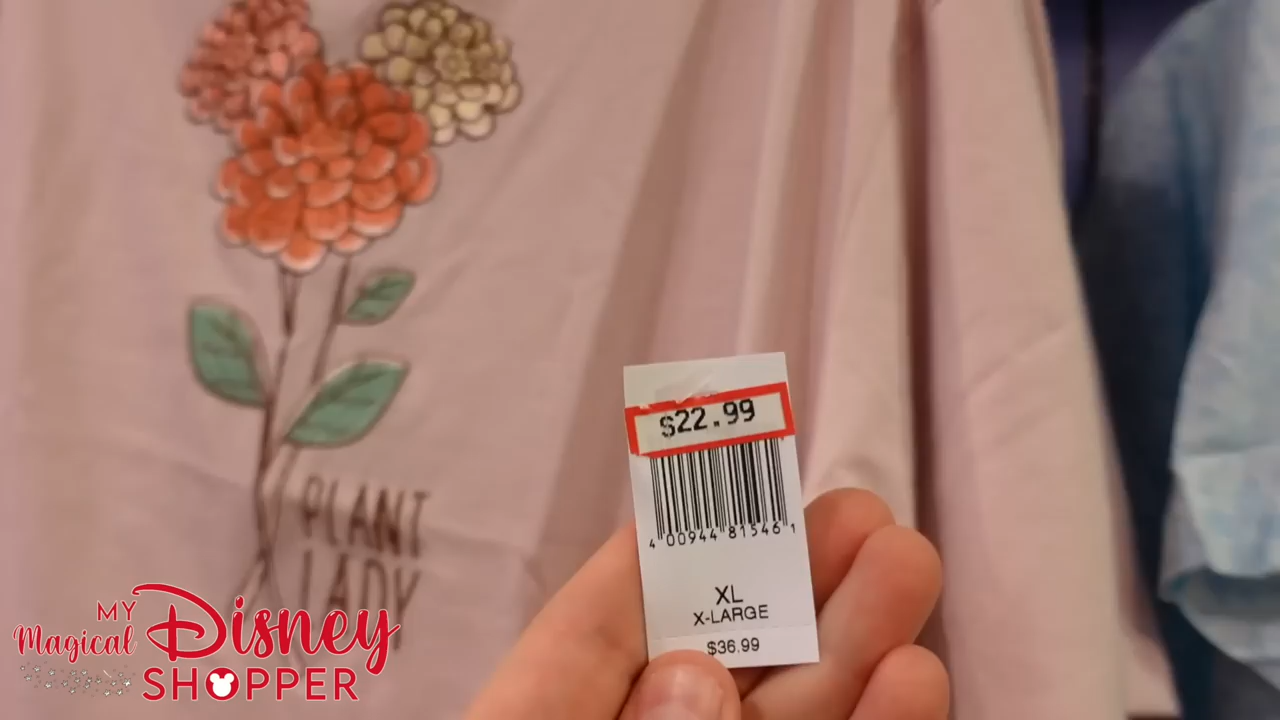 PLANT
LADY
$22.99
4 00944 81546 1
XL
X-LARGE
$36.99
MY
Magical
Disney
SHOPPER